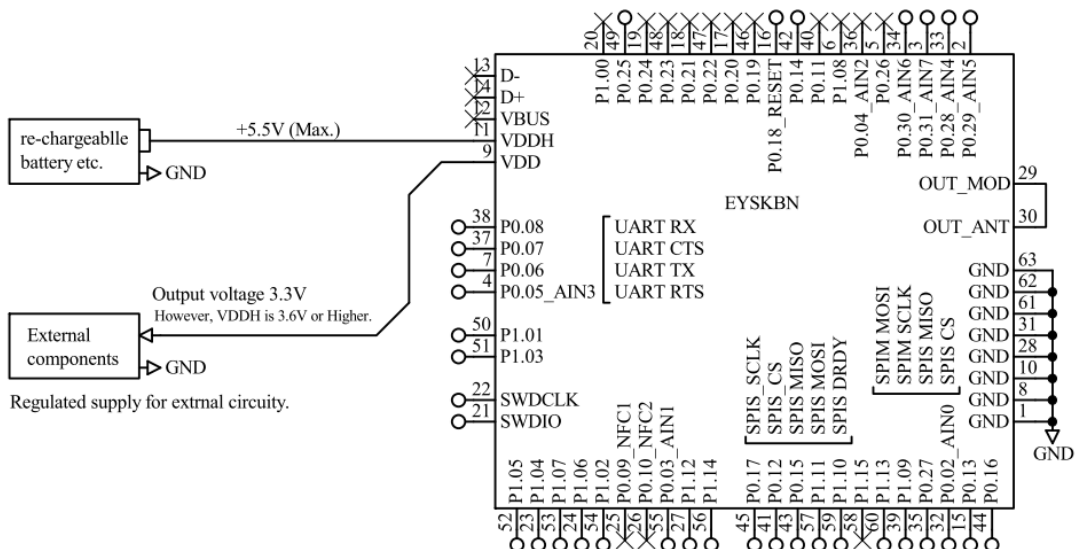 20
49
19
48
18
47
17
46
16
42
40
6
36
5
34
3
33
2
P1.00
P0.25
P0.24
P0.23
P0.21
P0.22
P0.20
P0.19
P0.18_RESET
P0.14
P0.11
P1.08
P0.04_AIN2
P0.26
P0.30_AIN6
P0.31_AIN7
P0.28_AIN4
P0.29_AIN5
13 D-
14 D+
12 VBUS
11 VDDH
9 VDD
+5.5V (Max.)
re-chargeablle
battery etc.
GND
EYSKBN
OUT_MOD 29
OUT_ANT 30
38 P0.08 UART RX
37 P0.07 UART CTS
7 P0.06 UART TX
4 P0.05_AIN3 UART RTS
GND 63
GND 62
GND 61
GND 31
GND 28
GND 10
GND 8
GND 1
GND
Output voltage 3.3V
However, VDDH is 3.6V or Higher.
External
components
GND
Regulated supply for extrnal circuity.
50 P1.01
51 P1.03
22 SWDCLK
21 SWDIO
SPIS_SCLK
SPIS_CS
SPIS MISO
SPIS MOSI
SPIS DRDY
SPIM MOSI
SPIM SCLK
SPIS MISO
SPIS CS
P1.05
P1.04
P1.07
P1.06
P1.02
P0.09_NFC1
P0.10_NFC2
P0.03_AIN1
P1.12
P1.14
P0.17
P0.12
P0.15
P1.11
P1.10
P1.15
P1.13
P1.09
P0.27
P0.02_AIN0
P0.13
P0.16
52
23
53
24
54
25
26
55
27
56
45
41
43
57
59
58
60
39
35
32
15
44